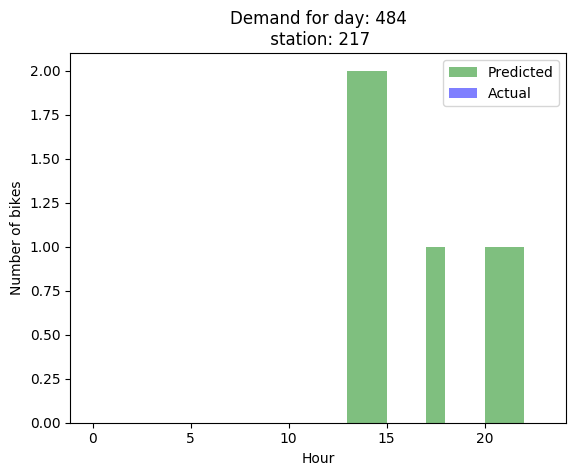 Demand for day: 484
station: 217
Predicted
Actual
2.00
1.75
1.50
1.25
1.00
0.75
0.50
0.25
0.00
Number of bikes
0 5 10 15 20
Hour